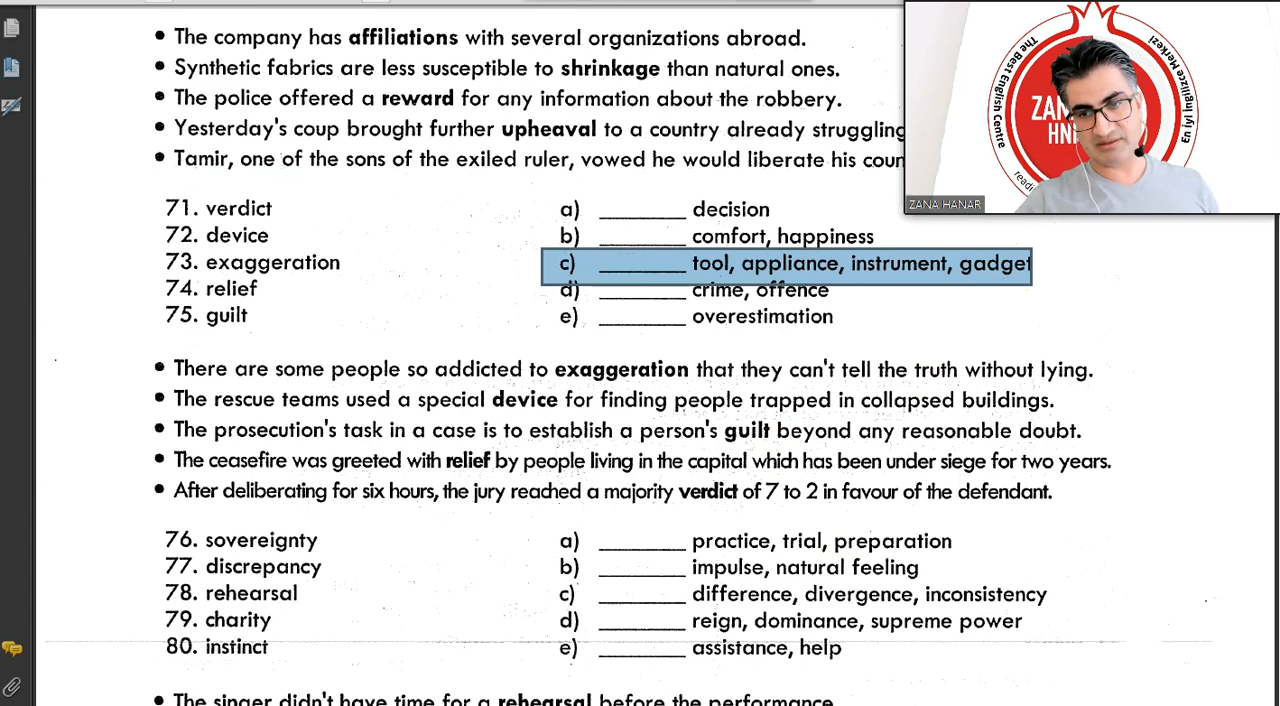 • The company has affiliations with several organizations abroad.
• Synthetic fabrics are less susceptible to shrinkage than natural ones.
• The police offered a reward for any information about the robbery.
• Yesterday's coup brought further upheaval to a country already struggling
• Tamir, one of the sons of the exiled ruler, vowed he would liberate his
The Best English Centre
En İyi İngilizce Merkezi
ZANA HANAR
71. verdict a) ________ decision
72. device b) ________ comfort, happiness
73. exaggeration c) ________ tool, appliance, instrument, gadget
74. relief d) ________ crime, offence
75. guilt e) ________ overestimation
• There are some people so addicted to exaggeration that they can't tell the truth without lying.
• The rescue teams used a special device for finding people trapped in collapsed buildings.
• The prosecution's task in a case is to establish a person's guilt beyond any reasonable doubt.
• The ceasefire was greeted with relief by people living in the capital which has been under siege for two years.
• After deliberating for six hours, the jury reached a majority verdict of 7 to 2 in favour of the defendant.
76. sovereignty a) ________ practice, trial, preparation
77. discrepancy b) ________ impulse, natural feeling
78. rehearsal c) ________ difference, divergence, inconsistency
79. charity d) ________ reign, dominance, supreme power
80. instinct e) ________ assistance, help
• The singer didn't have time for a rehearsal before the performance.